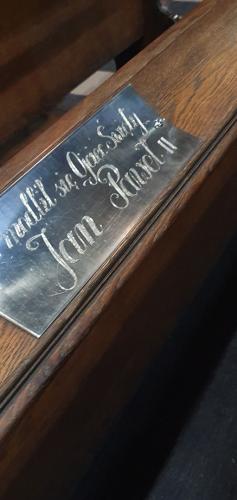 modlił się Ojciec Święty
Jan Paweł II